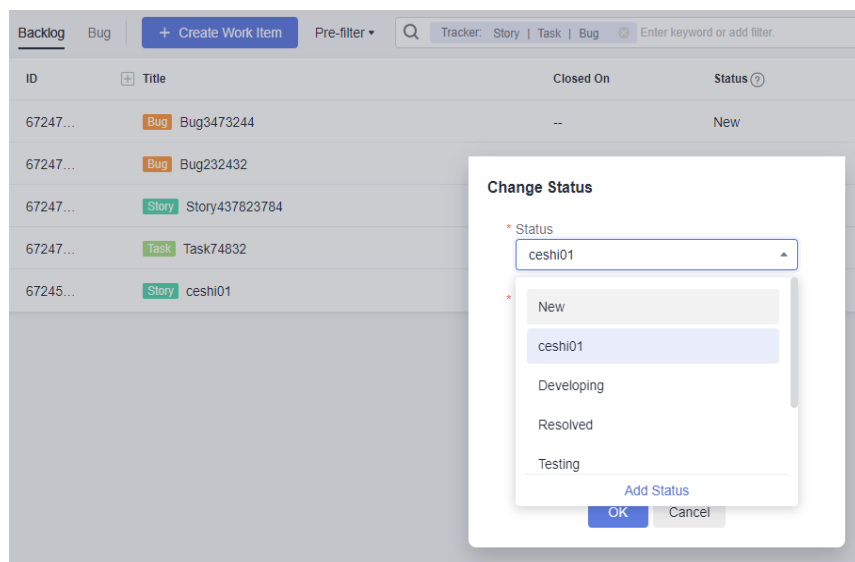 Backlog Bug + Create Work Item Pre-filter Tracker: Story | Task | Bug Enter keyword or add filter.
ID Title Closed On Status ?
67247... Bug Bug3473244 -- New
67247... Bug Bug232432
67247... Story Story437823784
67247... Task Task74832
67245... Story ceshi01
Change Status
* Status
ceshi01
*
New
ceshi01
Developing
Resolved
Testing
Add Status
OK Cancel